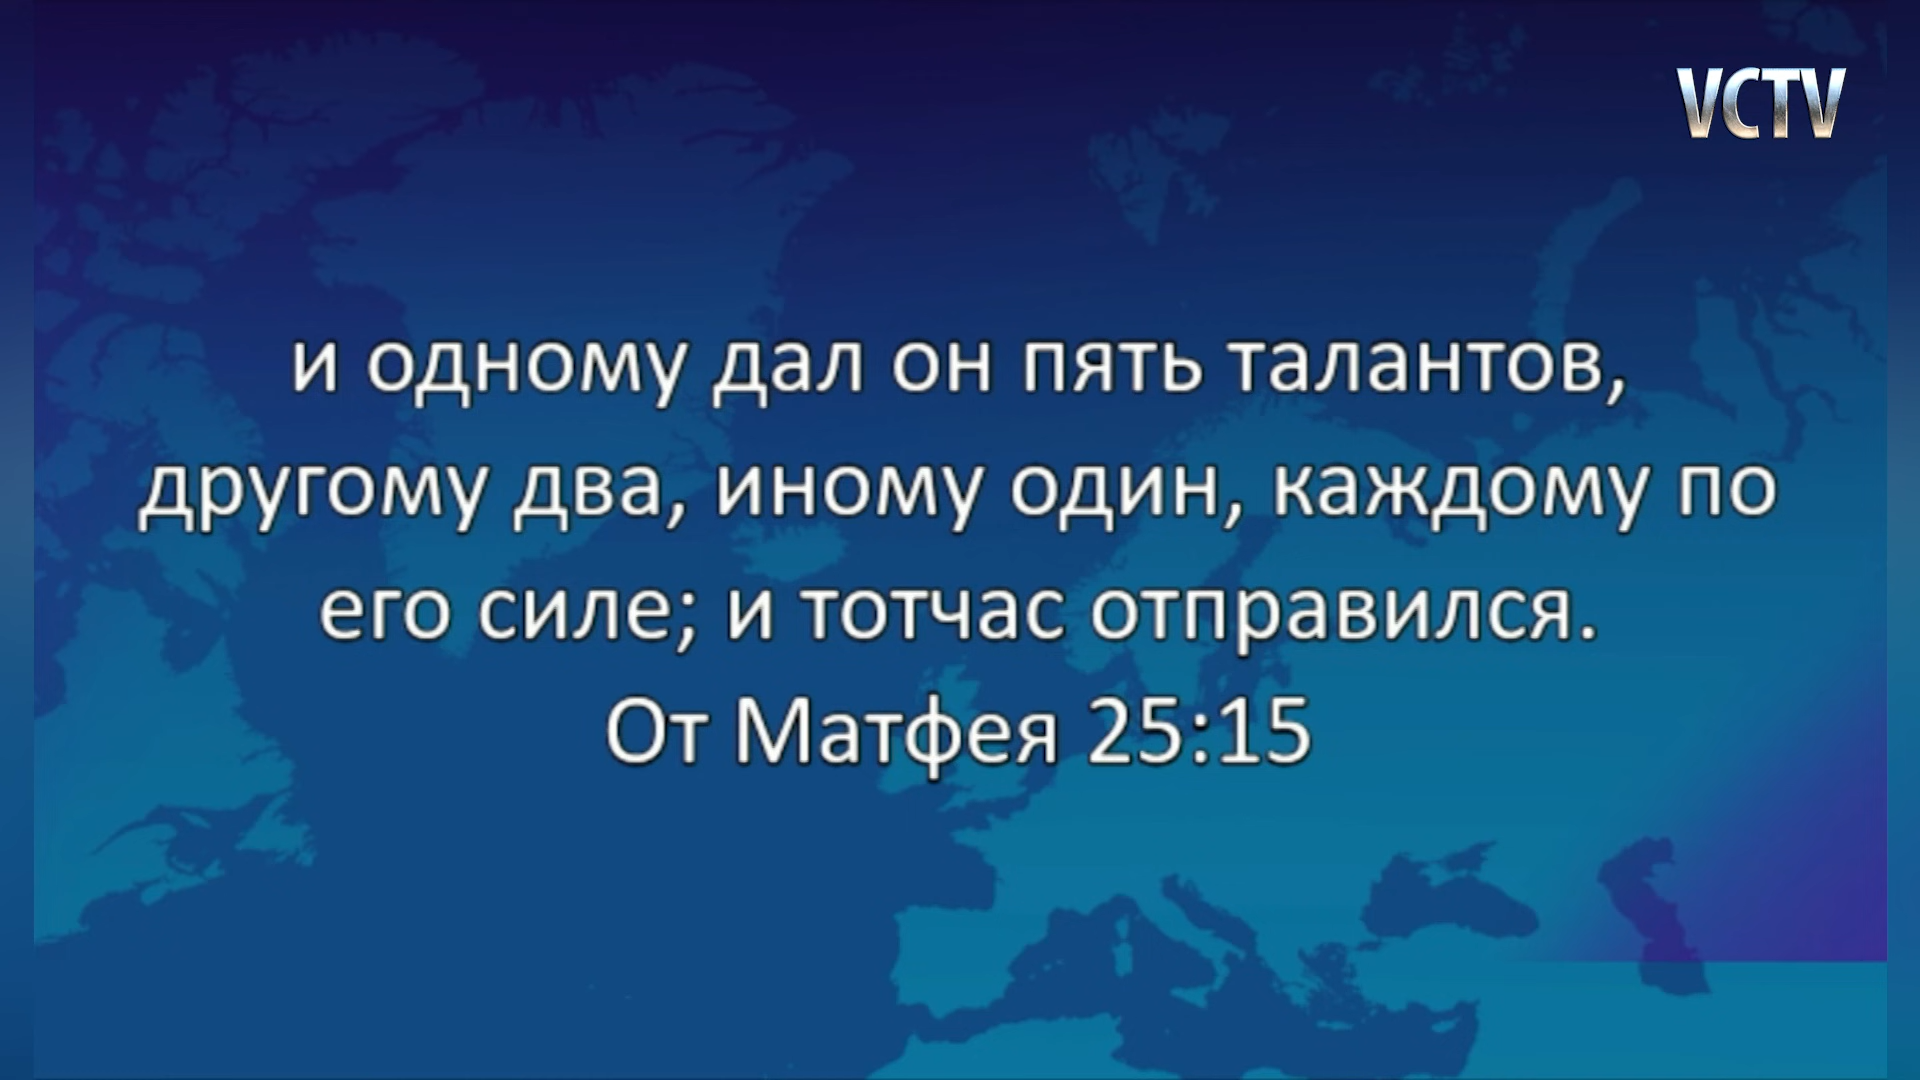 VCTV
и одному дал он пять талантов,
другому два, иному один, каждому по
его силе; и тотчас отправился.
От Матфея 25:15